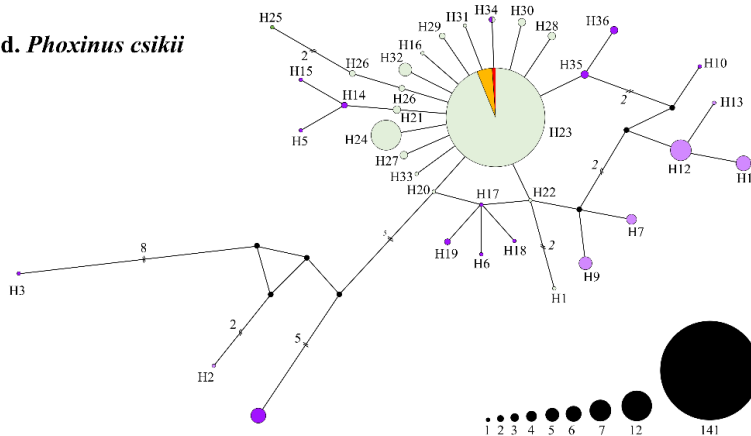 d. Phoxinus csikii
H25
2
H26
H15
H14
H5
H16
H32
H26
H21
H24
H27
H33
H29
H31
H34
H30
H28
H23
H35
H36
2
H10
H13
H12
H1
2
H20
H17
H22
H19
H6
H18
2
H1
H7
H9
3
8
H3
2
H2
5
1 2 3 4 5 6 7 12 141